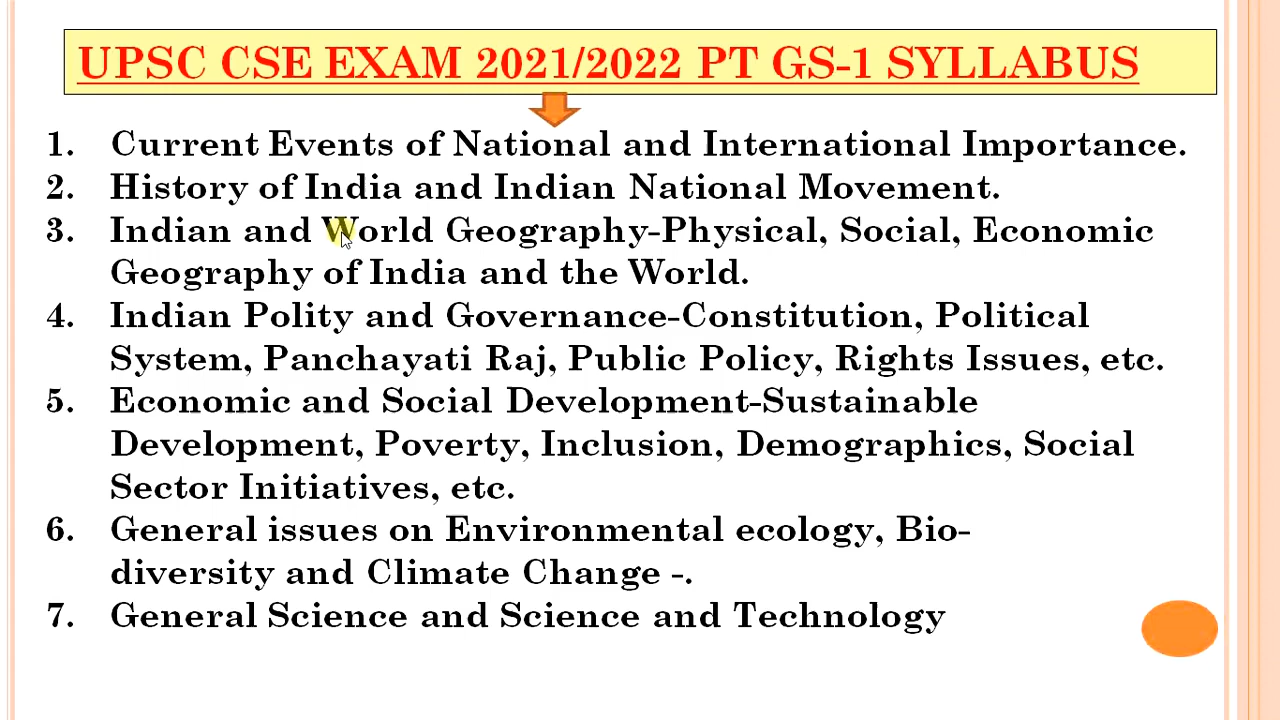 UPSC CSE EXAM 2021/2022 PT GS-1 SYLLABUS
1. Current Events of National and International Importance.
2. History of India and Indian National Movement.
3. Indian and World Geography-Physical, Social, Economic
Geography of India and the World.
4. Indian Polity and Governance-Constitution, Political
System, Panchayati Raj, Public Policy, Rights Issues, etc.
5. Economic and Social Development-Sustainable
Development, Poverty, Inclusion, Demographics, Social
Sector Initiatives, etc.
6. General issues on Environmental ecology, Bio-
diversity and Climate Change -.
7. General Science and Science and Technology